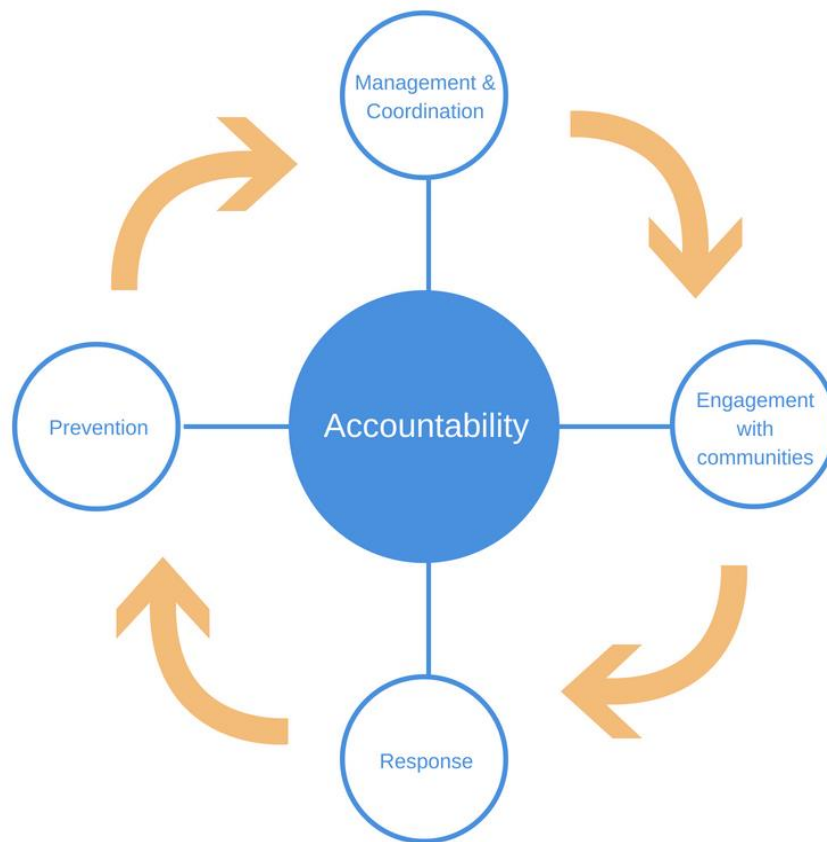 Management &
Coordination
Engagement
with
communities
Accountability
Prevention
Response